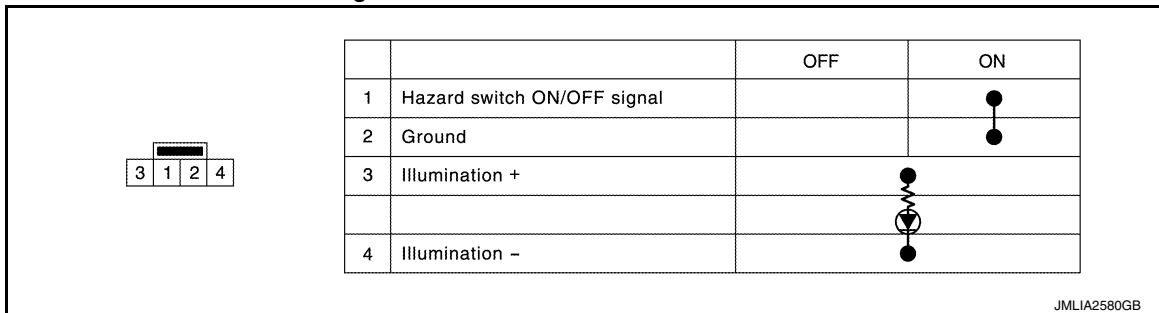 OFF ON
1 Hazard switch ON/OFF signal
2 Ground
3 1 2 4
3 Illumination +
4 Illumination –
JMLIA2580GB